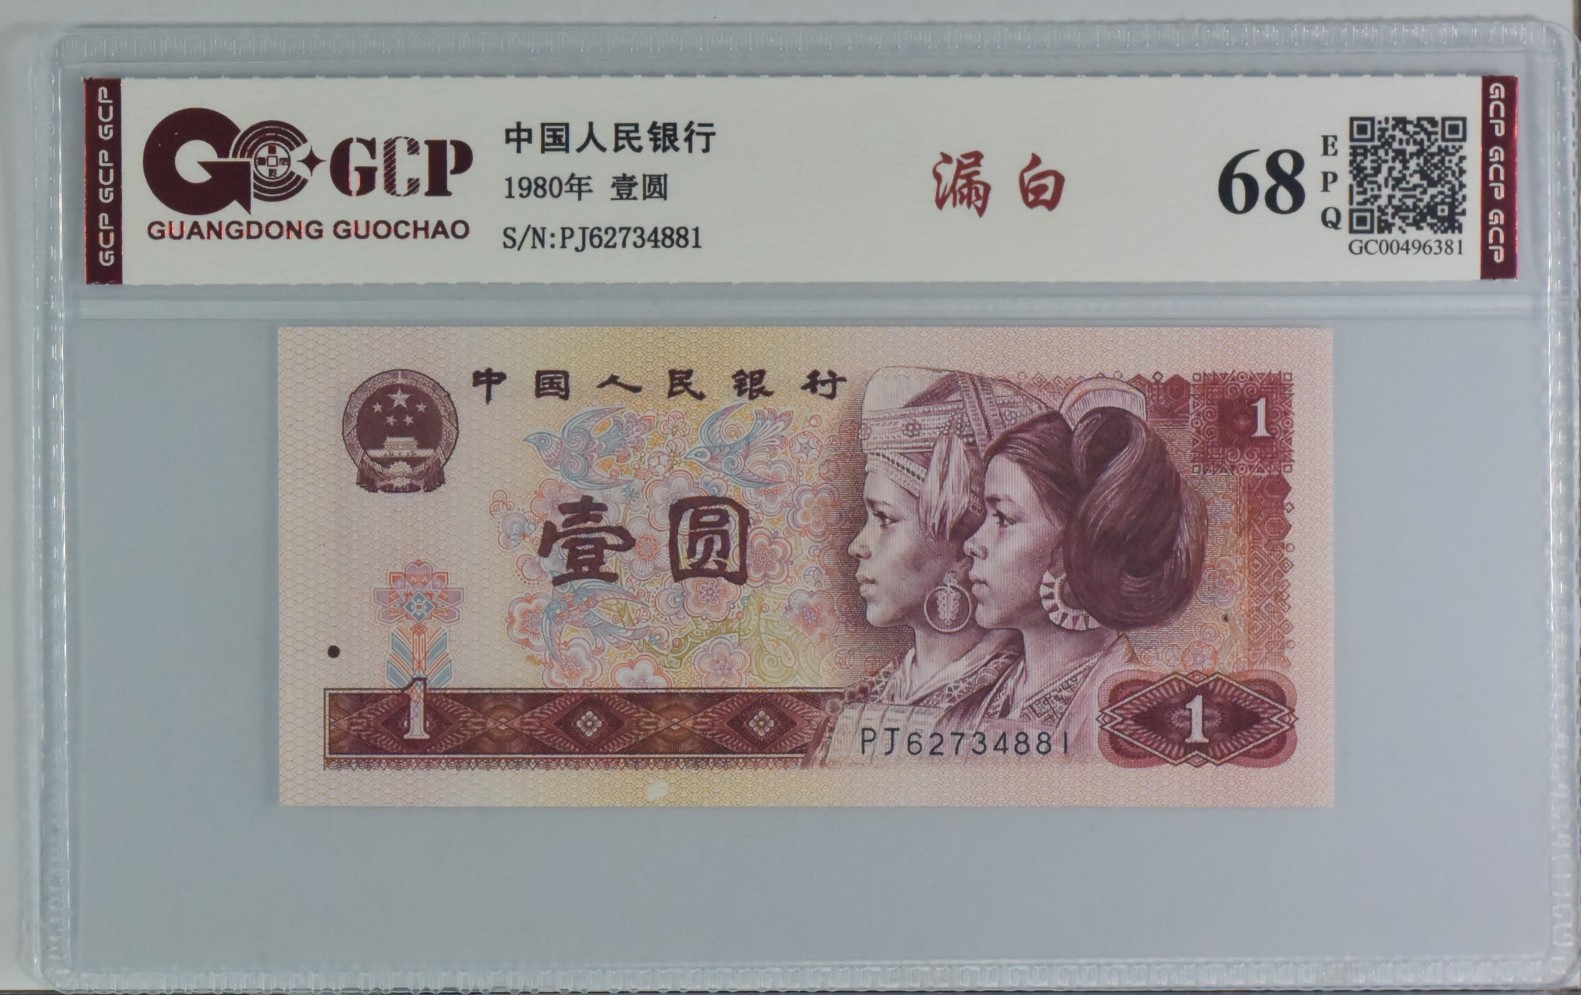 GCP GCP GCP
GCP
GUANGDONG GUOCHAO
中国人民银行
1980年 壹圆
S/N:PJ62734881
漏白
68
EPQ
GC00496381
GCP GCP GCP
中国人民银行
1
壹圆
1
PJ62734881
1